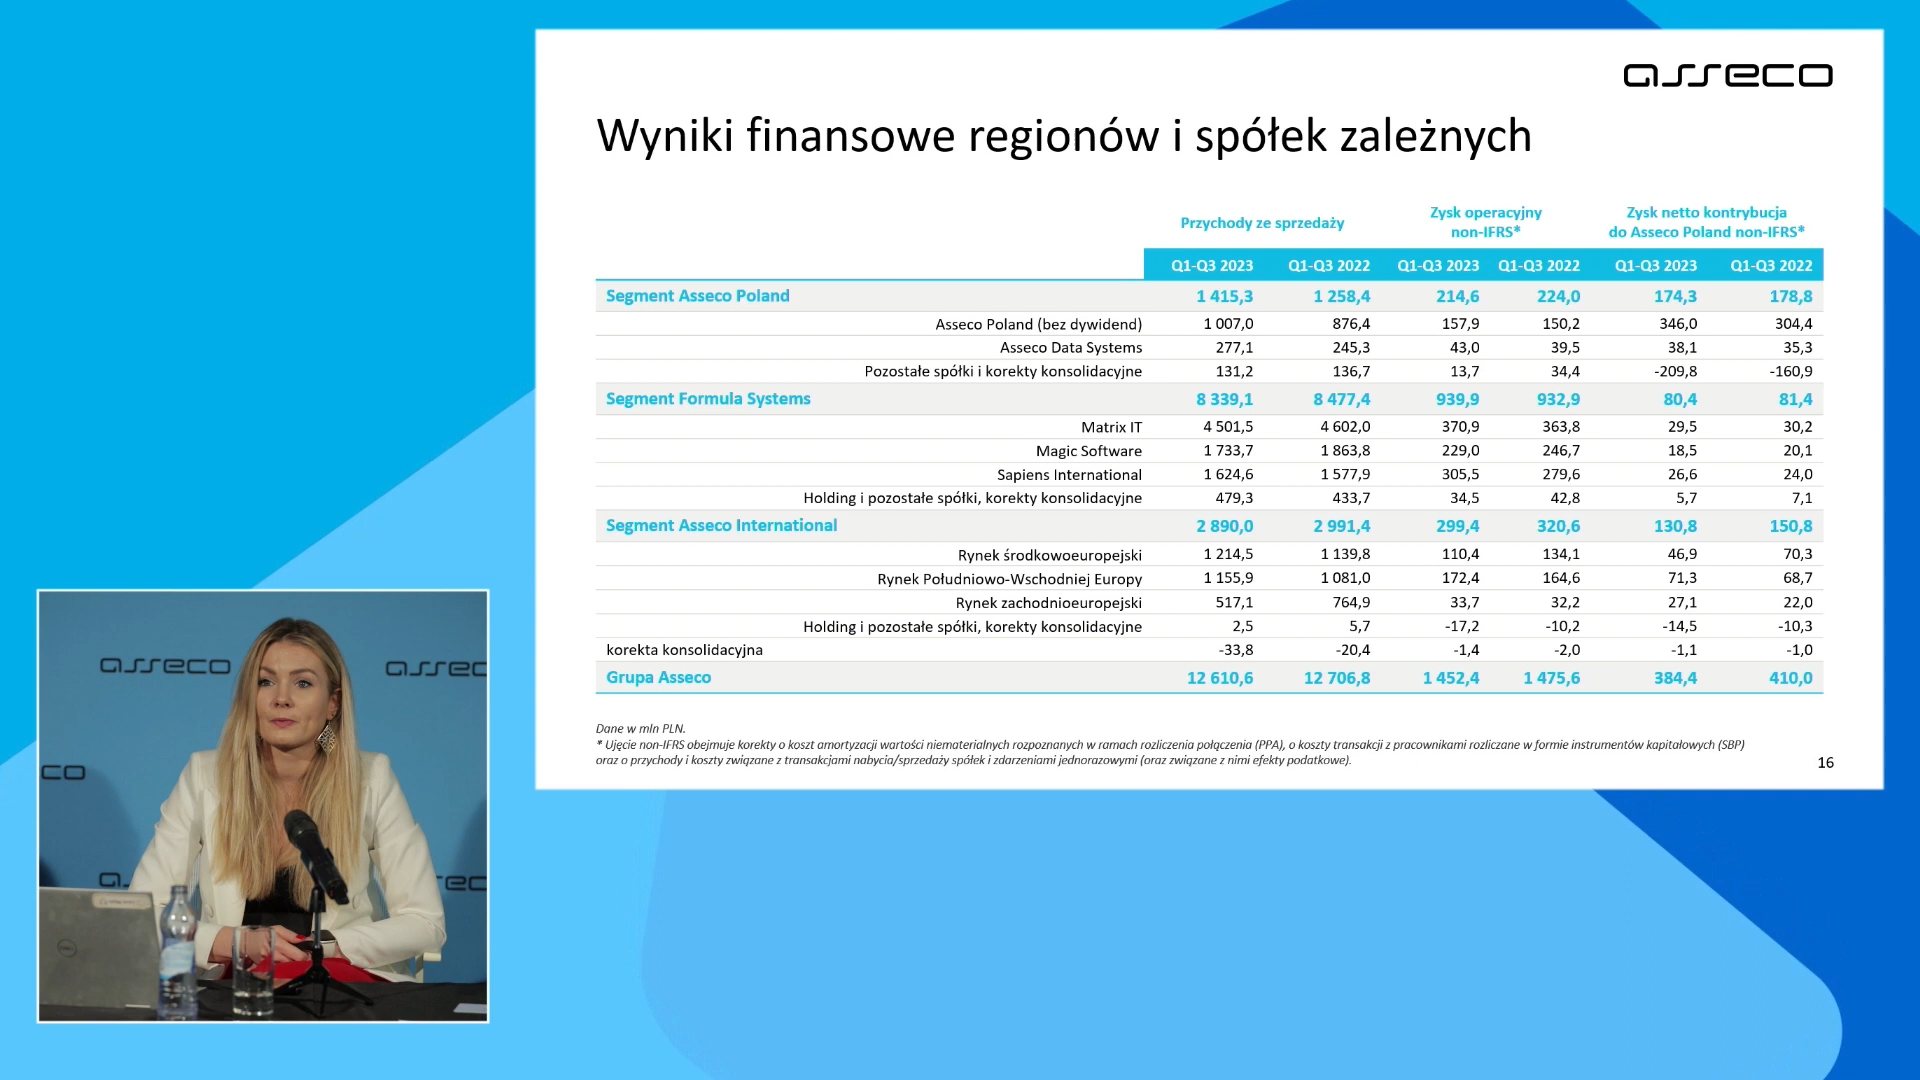 asseco
Wyniki finansowe regionów i spółek zależnych
Przychody ze sprzedaży
Zysk operacyjny
non-IFRS*
Zysk netto kontrybucja
do Asseco Poland non-IFRS*
Q1-Q3 2023 Q1-Q3 2022 Q1-Q3 2023 Q1-Q3 2022 Q1-Q3 2023 Q1-Q3 2022
Segment Asseco Poland 1 415,3 1 258,4 214,6 224,0 174,3 178,8
Asseco Poland (bez dywidend) 1 007,0 876,4 157,9 150,2 346,0 304,4
Asseco Data Systems 277,1 245,3 43,0 39,5 38,1 35,3
Pozostałe spółki i korekty konsolidacyjne 131,2 136,7 13,7 34,4 -209,8 -160,9
Segment Formula Systems 8 339,1 8 477,4 939,9 932,9 80,4 81,4
Matrix IT 4 501,5 4 602,0 370,9 363,8 29,5 30,2
Magic Software 1 733,7 1 863,8 229,0 246,7 18,5 20,1
Sapiens International 1 624,6 1 577,9 305,5 279,6 26,6 24,0
Holding i pozostałe spółki, korekty konsolidacyjne 479,3 433,7 34,5 42,8 5,7 7,1
Segment Asseco International 2 890,0 2 991,4 299,4 320,6 130,8 150,8
Rynek środkowoeuropejski 1 214,5 1 139,8 110,4 134,1 46,9 70,3
Rynek Południowo-Wschodniej Europy 1 155,9 1 081,0 172,4 164,6 71,3 68,7
Rynek zachodnioeuropejski 517,1 764,9 33,7 32,2 27,1 22,0
Holding i pozostałe spółki, korekty konsolidacyjne 2,5 5,7 -17,2 -10,2 -14,5 -10,3
korekta konsolidacyjna -33,8 -20,4 -1,4 -2,0 -1,1 -1,0
Grupa Asseco 12 610,6 12 706,8 1 452,4 1 475,6 384,4 410,0
Dane w mln PLN.
* Ujęcie non-IFRS obejmuje korekty o koszt amortyzacji wartości niematerialnych rozpoznanych w ramach rozliczenia połączenia (PPA), o koszty transakcji z pracownikami rozliczane w formie instrumentów kapitałowych (SBP)
oraz o przychody i koszty związane z transakcjami nabycia/sprzedaży spółek i zdarzeniami jednorazowymi (oraz związane z nimi efekty podatkowe).
16
asseco
assec
co
a
ec
DELL